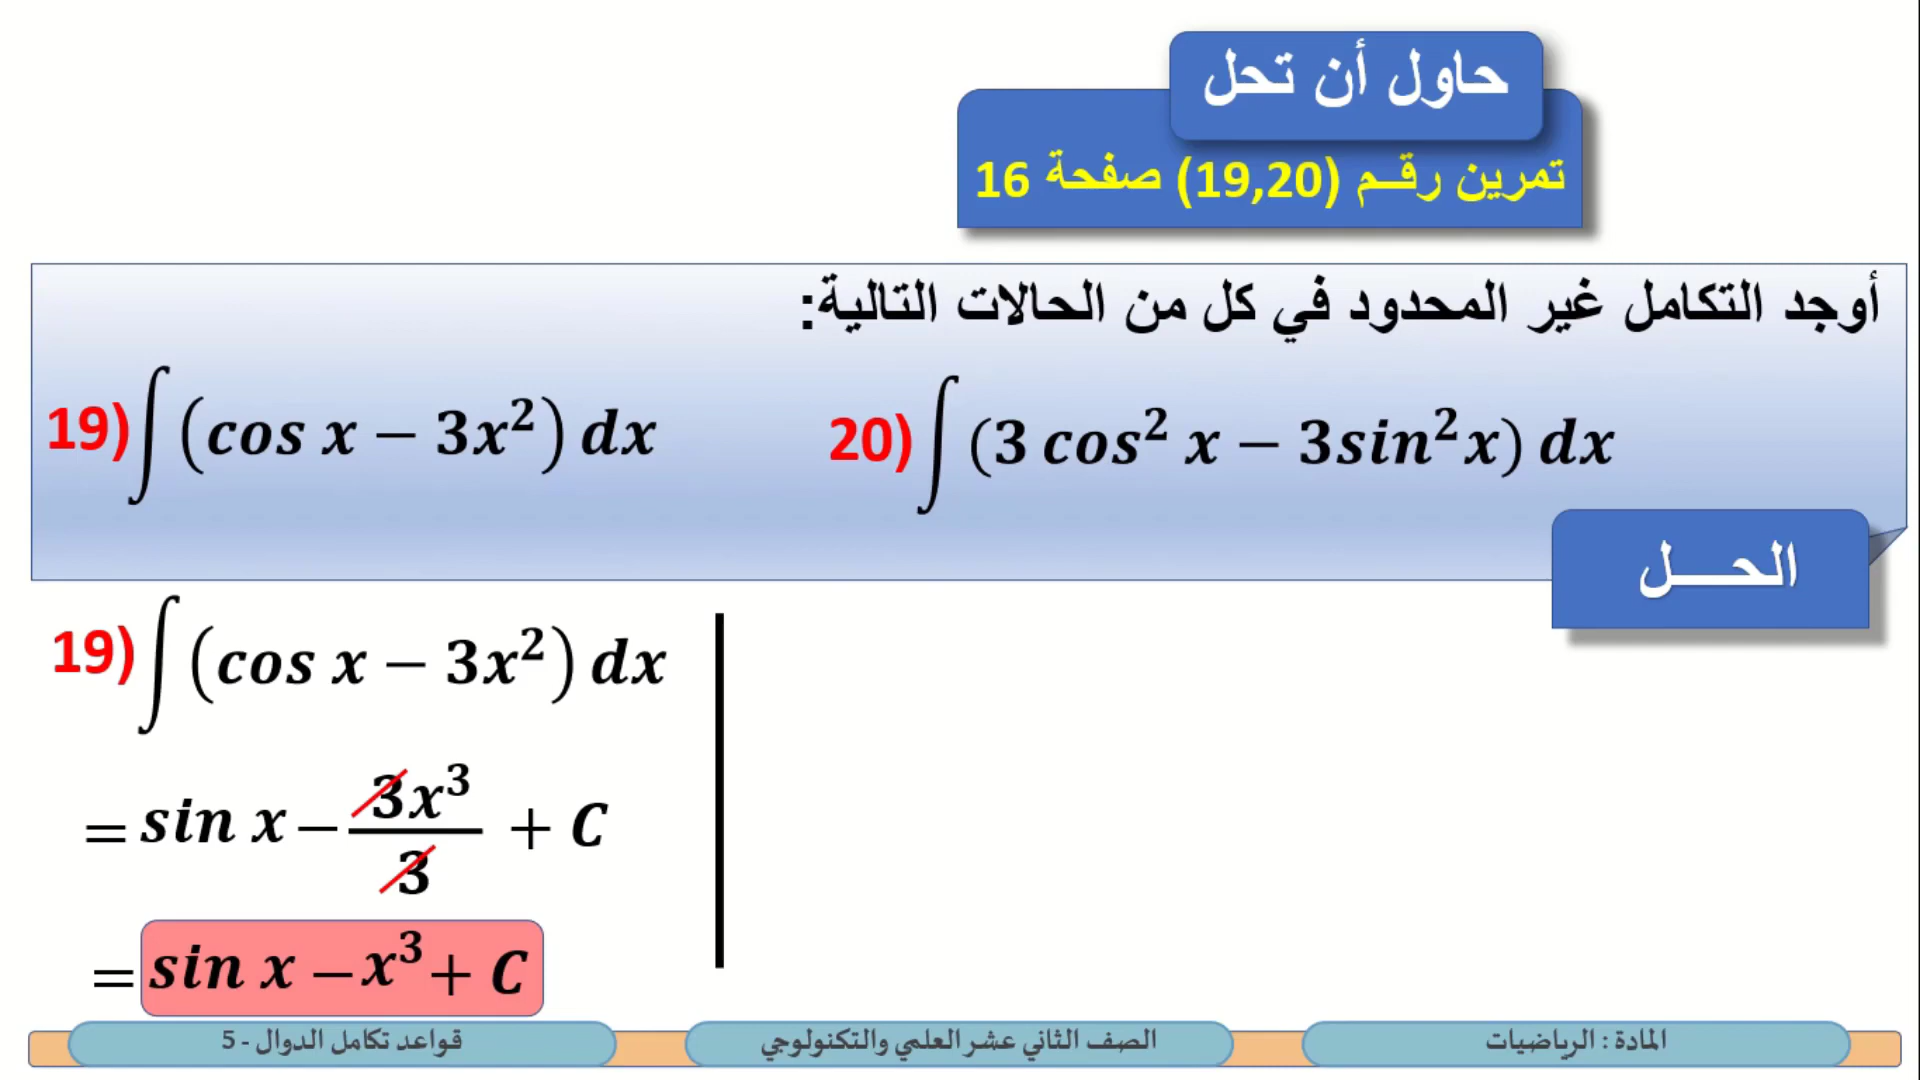 حاول أن تحل
تمرين رقم (19,20) صفحة 16
أوجد التكامل غير المحدود في كل من الحالات التالية:
19) ∫ (cos x − 3x²) dx
20) ∫ (3 cos² x − 3sin²x) dx
الحــــل
19) ∫ (cos x − 3x²) dx
= sin x − 3x³/3 + C
= sin x − x³ + C
المادة : الرياضيات
الصف الثاني عشر العلمي والتكنولوجي
قواعد تكامل الدوال - 5